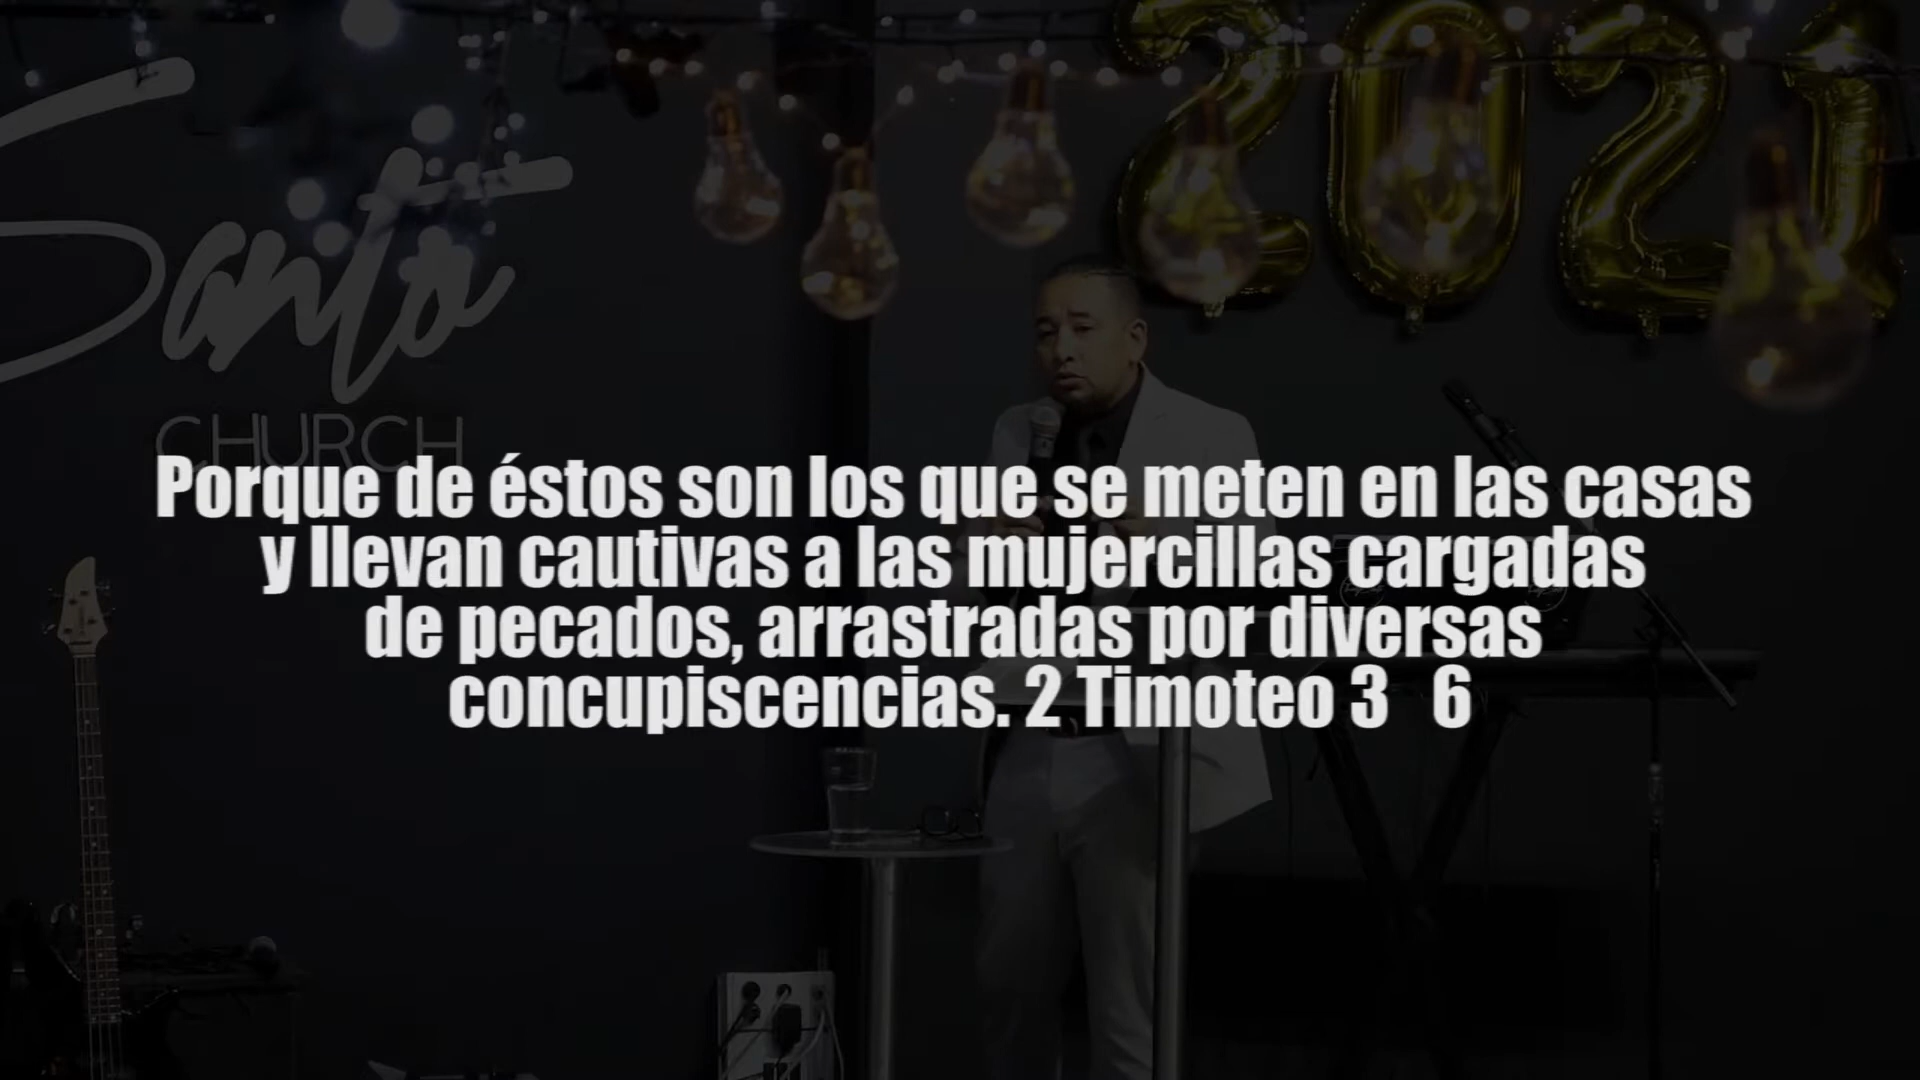 2021
Santo
CHURCH
Porque de éstos son los que se meten en las casas
y llevan cautivas a las mujercillas cargadas
de pecados, arrastradas por diversas
concupiscencias. 2 Timoteo 3   6